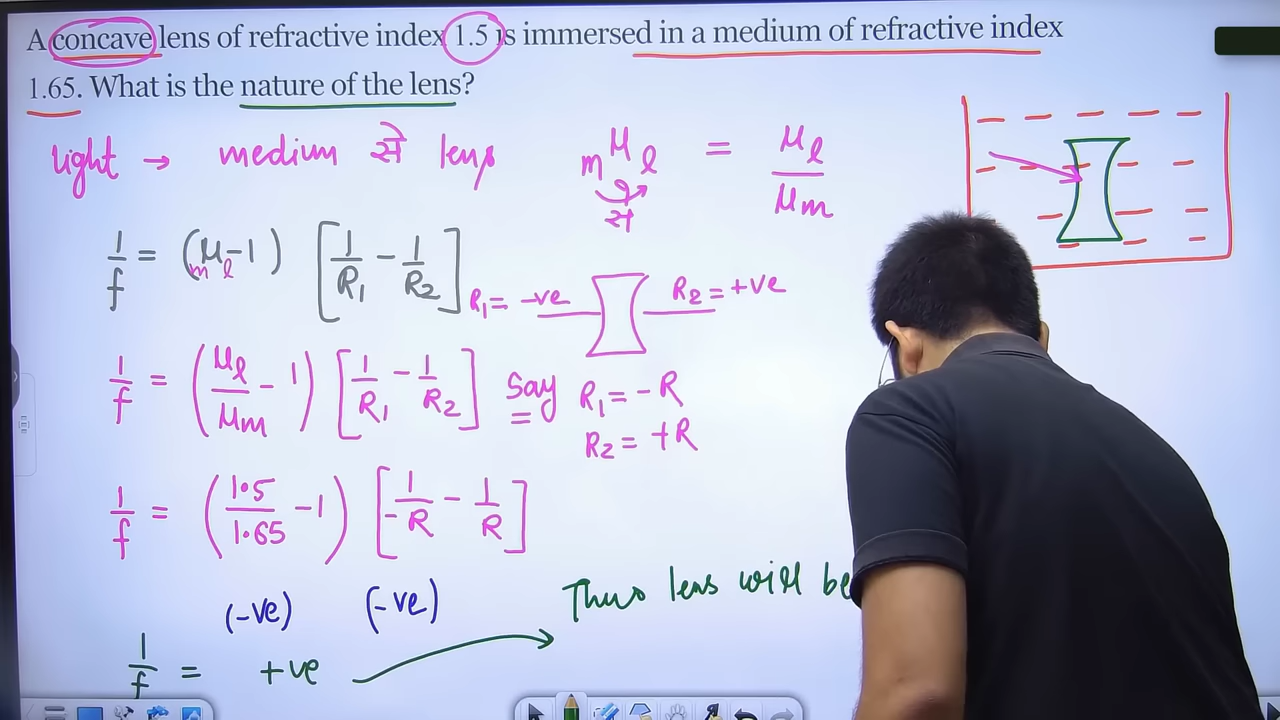 A concave lens of refractive index 1.5 is immersed in a medium of refractive index
1.65. What is the nature of the lens?
light → medium से lens
mμl = μl/μm
से
1/f = (mμl-1) [1/R1 - 1/R2]
R1 = -ve R2 = +ve
1/f = (μl/μm - 1) [1/R1 - 1/R2] Say R1 = -R
R2 = +R
1/f = (1.5/1.65 - 1) [1/-R - 1/R]
(-ve) (-ve) Thus lens will be
1/f = +ve